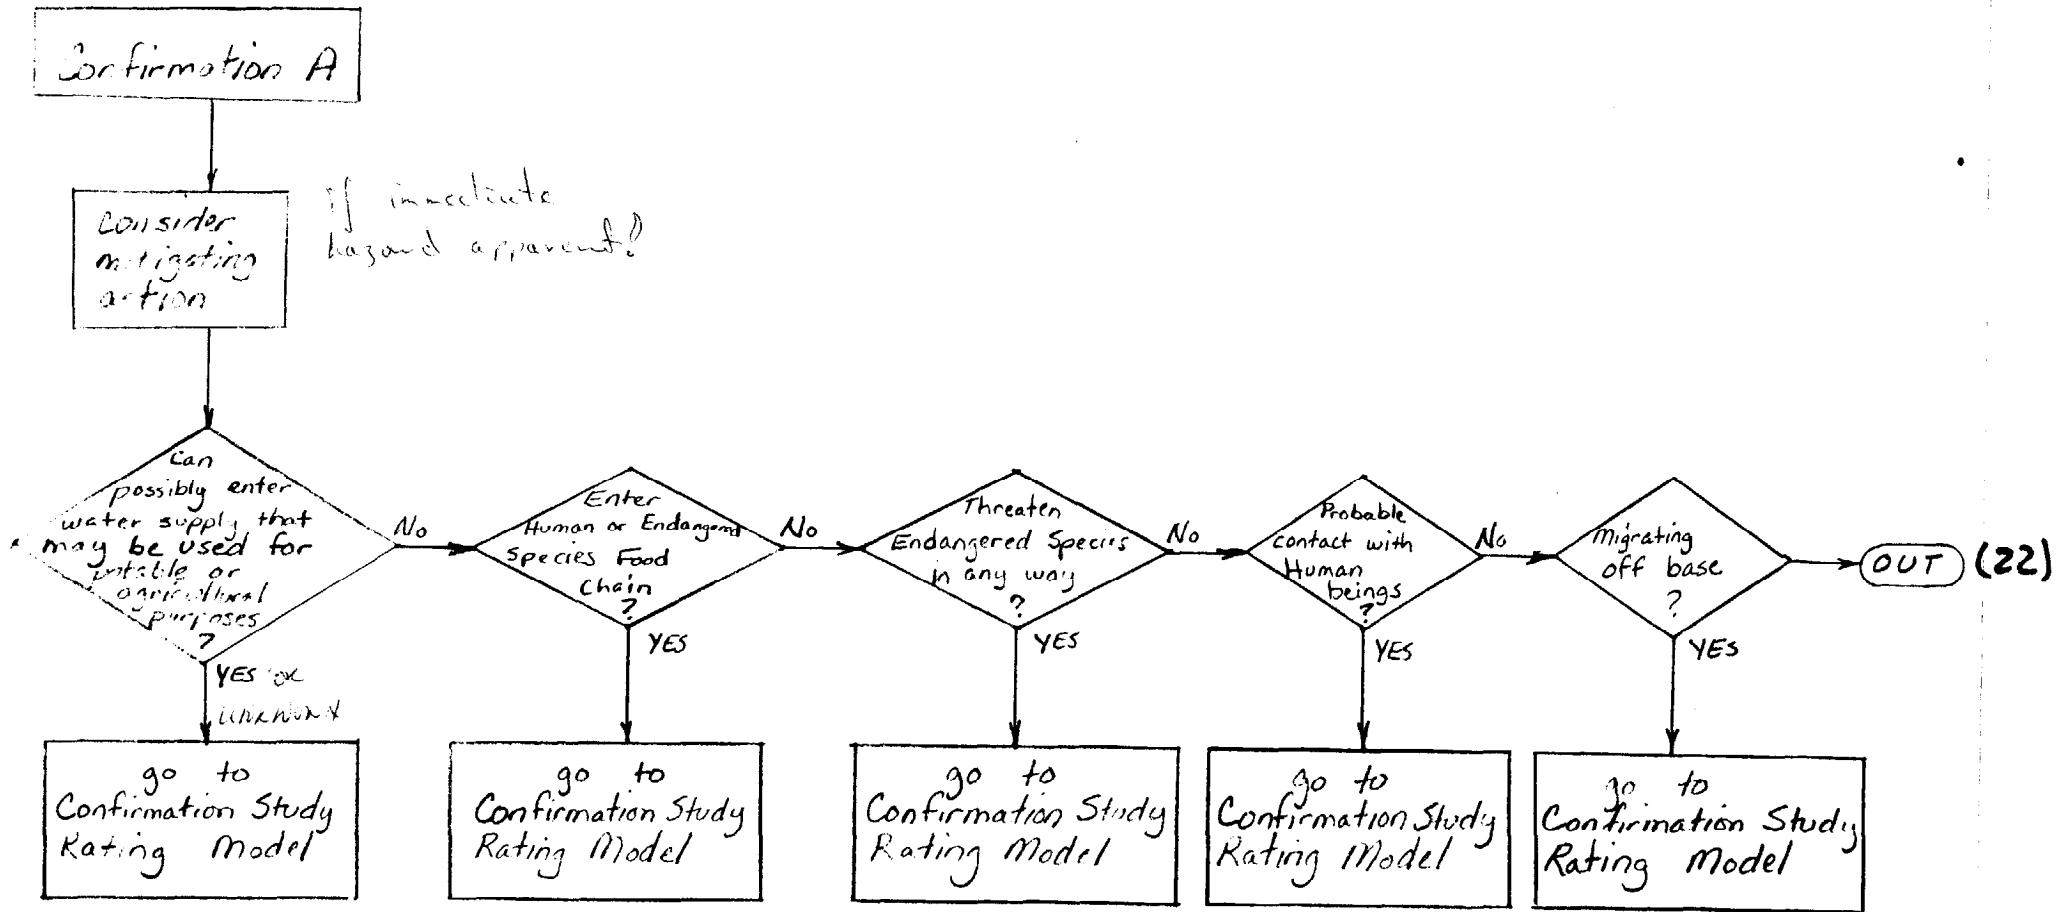 Confirmation A
Consider
mitigating
action
If immediate
hazard apparent?
Can
possibly enter
water supply that
may be used for
potable or
agricultural
purposes
?
No
YES or
UNKNOWN
go to
Confirmation Study
Rating Model
Enter
Human or Endangered
Species Food
Chain
?
No
YES
go to
Confirmation Study
Rating Model
Threaten
Endangered Species
in any way
?
No
YES
go to
Confirmation Study
Rating Model
Probable
contact with
Human
beings
?
No
YES
go to
Confirmation Study
Rating Model
Migrating
off base
?
YES
go to
Confirmation Study
Rating Model
OUT (22)